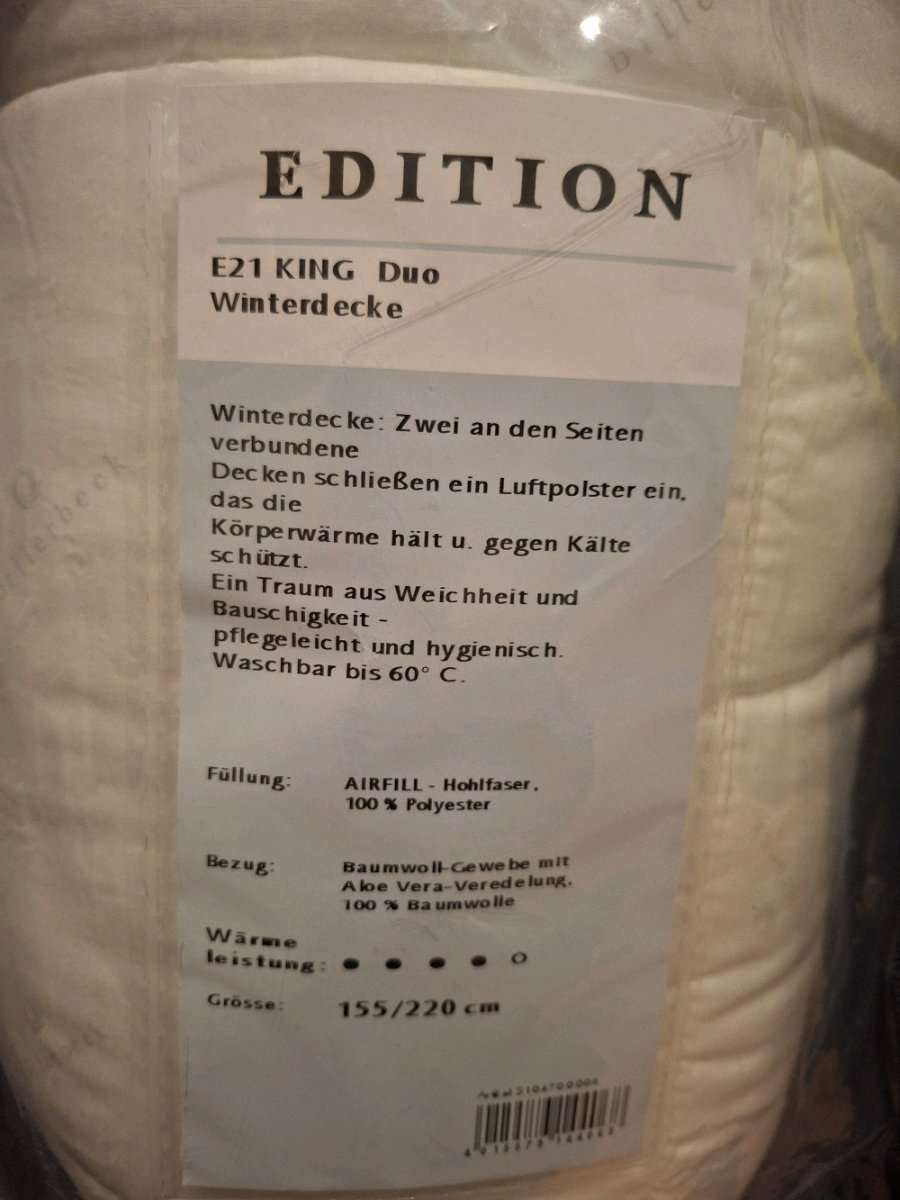 EDITION
E21 KING Duo
Winterdecke
Winterdecke: Zwei an den Seiten
verbundene
Decken schließen ein Luftpolster ein,
das die
Körperwärme hält u. gegen Kälte
schützt.
Ein Traum aus Weichheit und
Bauschigkeit -
pflegeleicht und hygienisch.
Waschbar bis 60° C.
Füllung: AIRFILL - Hohlfaser,
100 % Polyester
Bezug: Baumwoll-Gewebe mit
Aloe Vera-Veredelung,
100 % Baumwolle
Wärme
leistung: ● ● ● ● ○
Grösse: 155/220 cm
billerbeck